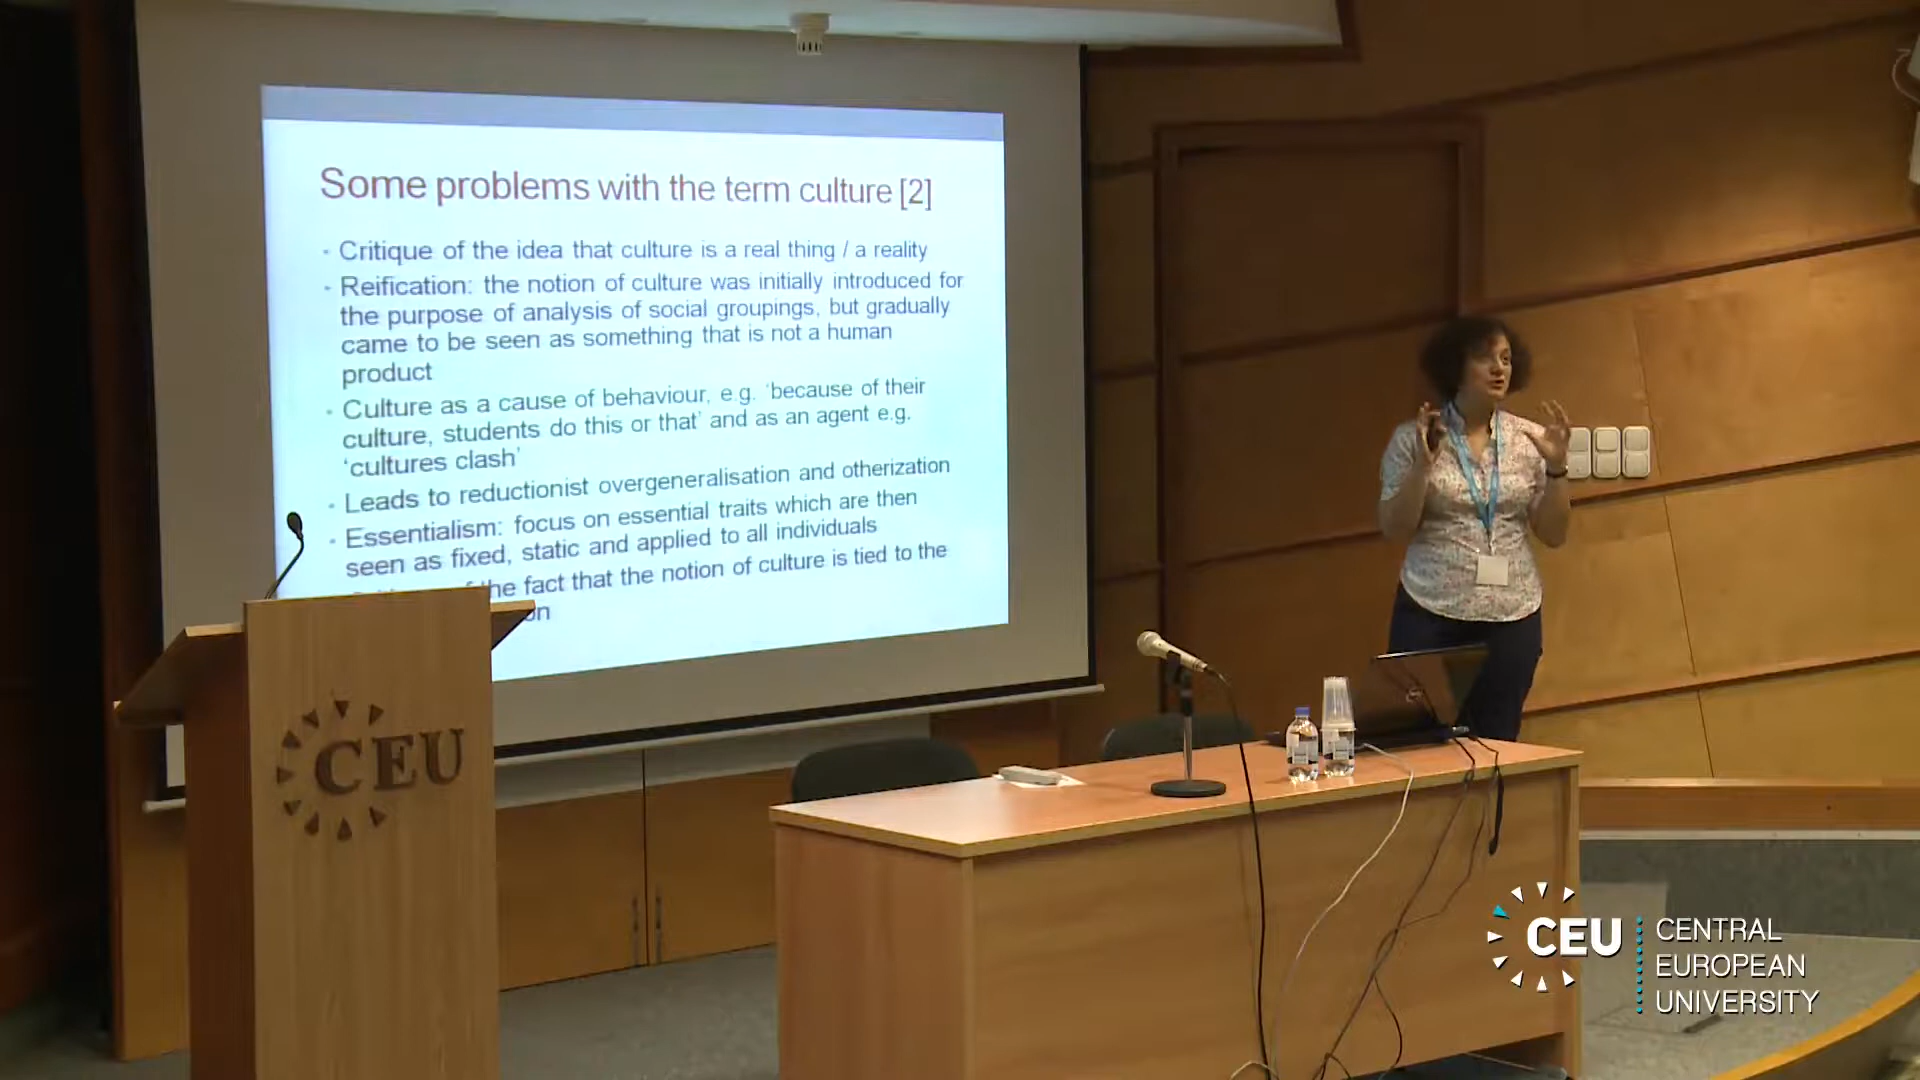 Some problems with the term culture [2]
Critique of the idea that culture is a real thing / a reality
Reification: the notion of culture was initially introduced for
the purpose of analysis of social groupings, but gradually
came to be seen as something that is not a human
product
Culture as a cause of behaviour, e.g. 'because of their
culture, students do this or that' and as an agent e.g.
'cultures clash'
Leads to reductionist overgeneralisation and otherization
Essentialism: focus on essential traits which are then
seen as fixed, static and applied to all individuals
the fact that the notion of culture is tied to the
CEU
CEU
CENTRAL
EUROPEAN
UNIVERSITY